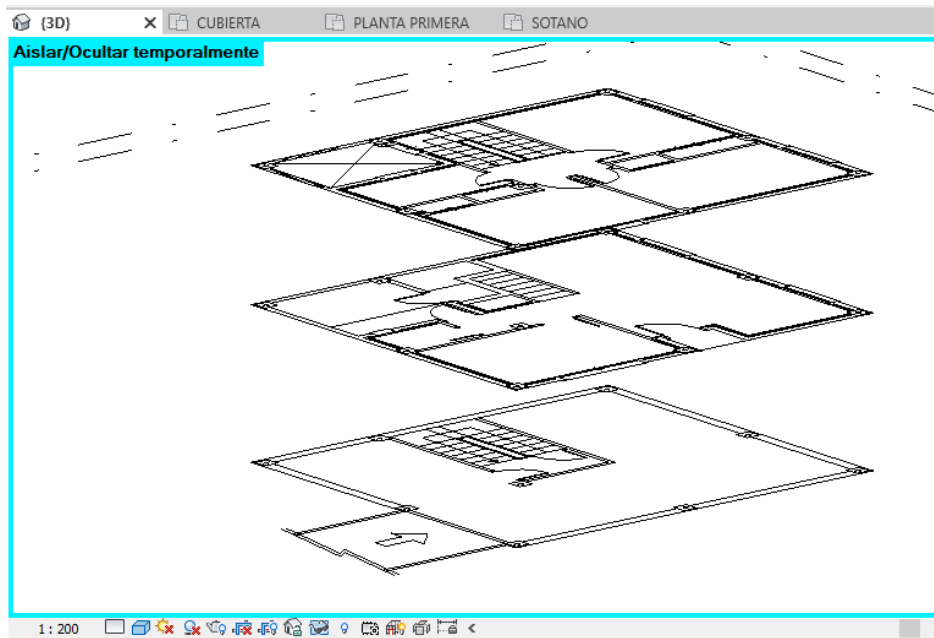 {3D} CUBIERTA PLANTA PRIMERA SOTANO
Aislar/Ocultar temporalmente
1 : 200